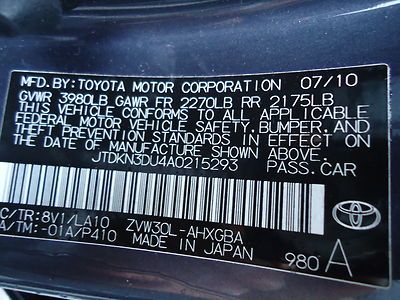 MFD.BY:TOYOTA MOTOR CORPORATION 07/10
GVWR 3980LB GAWR FR 2270LB RR 2175LB
THIS VEHICLE CONFORMS TO ALL APPLICABLE
FEDERAL MOTOR VEHICLE SAFETY,BUMPER,AND
THEFT PREVENTION STANDARDS IN EFFECT ON THE
DATE OF MANUFACTURE SHOWN ABOVE.
JTDKN3DU4A0215293 PASS.CAR
C/TR:8V1/LA10 ZVW30L-AHXGBA
A/TM:-01A/P410 MADE IN JAPAN
980 A
TOYOTA